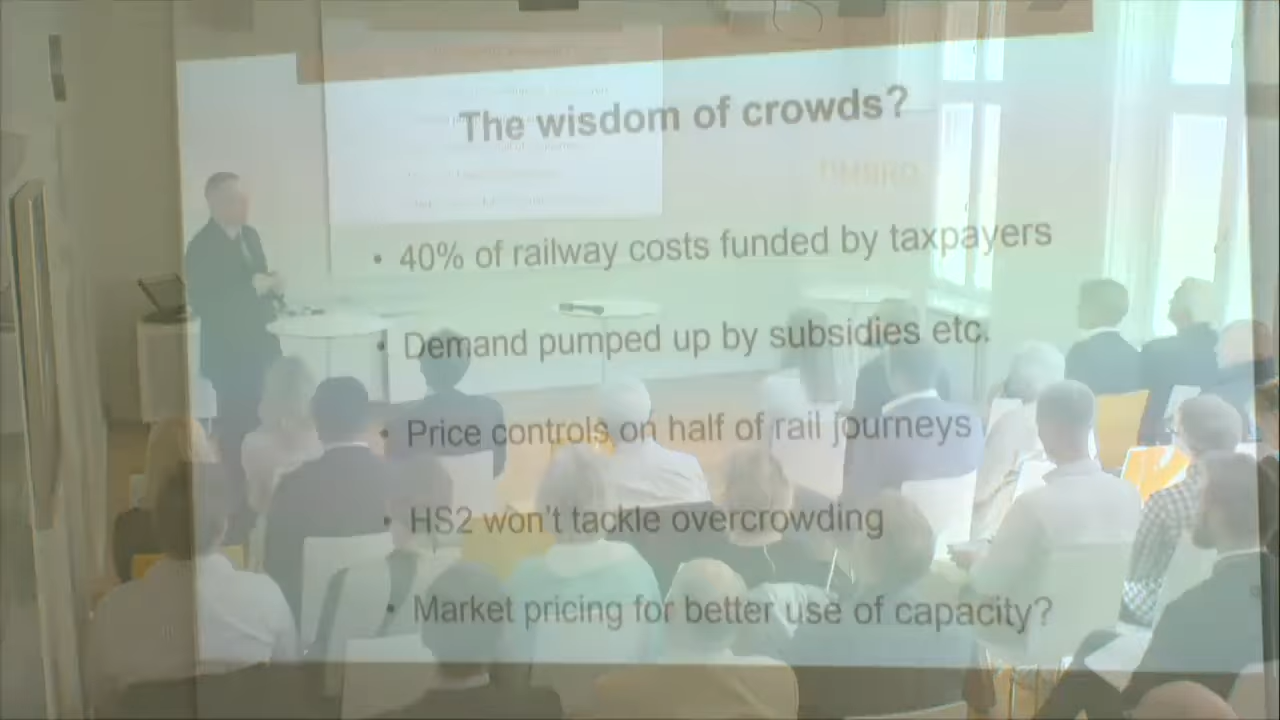 The wisdom of crowds?
• 40% of railway costs funded by taxpayers
• Demand pumped up by subsidies etc.
• Price controls on half of rail journeys
• HS2 won't tackle overcrowding
• Market pricing for better use of capacity?